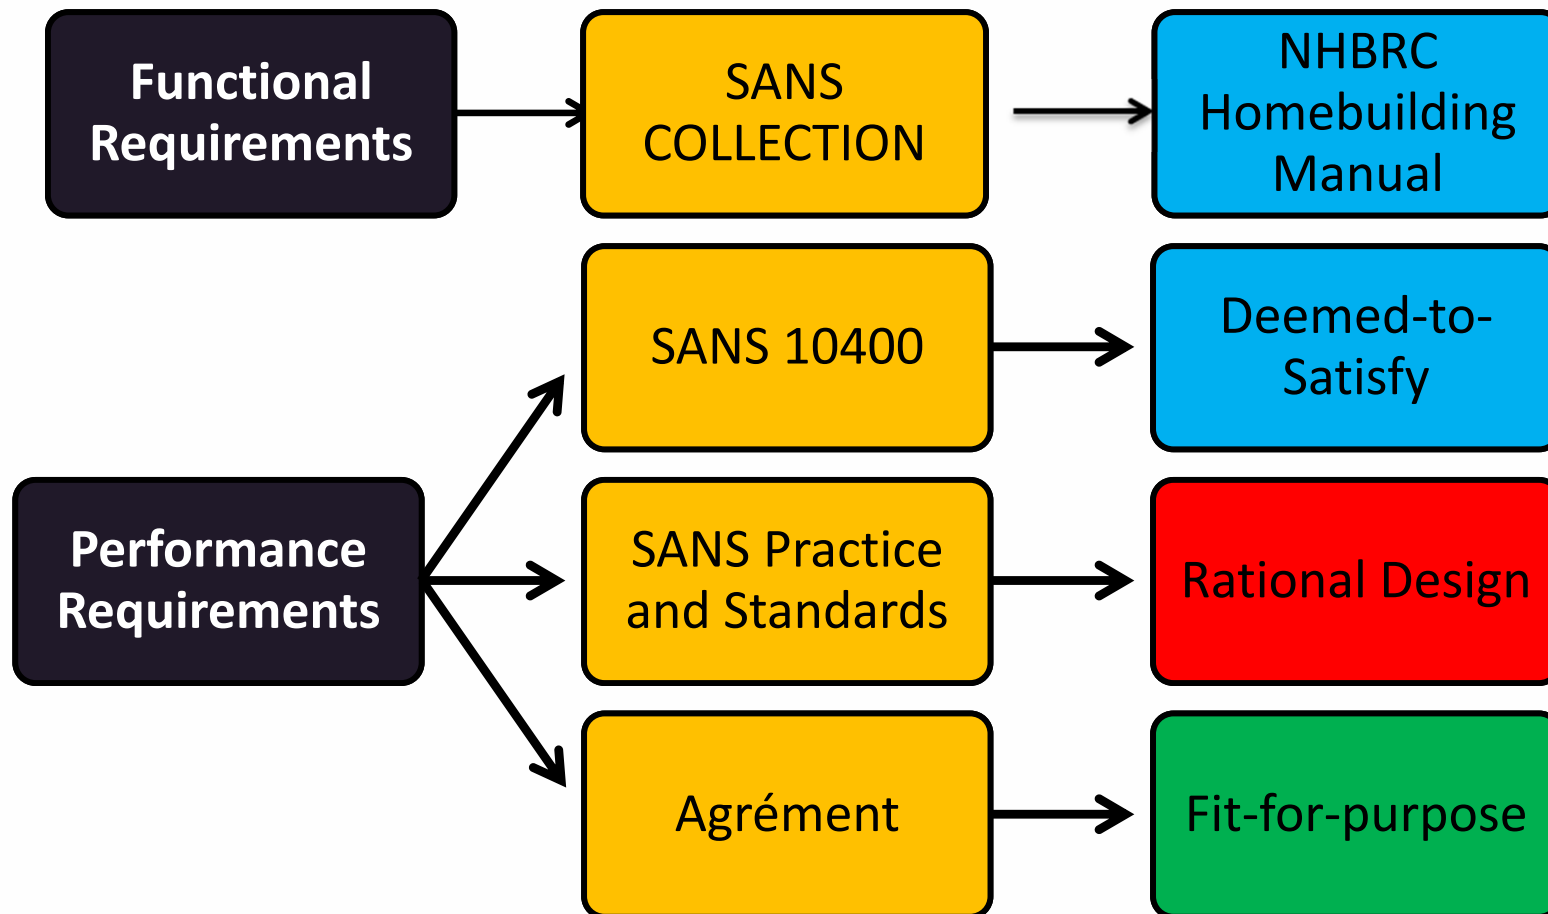 Functional
Requirements
SANS
COLLECTION
NHBRC
Homebuilding
Manual
SANS 10400
Deemed-to-
Satisfy
Performance
Requirements
SANS Practice
and Standards
Rational Design
Agrément
Fit-for-purpose